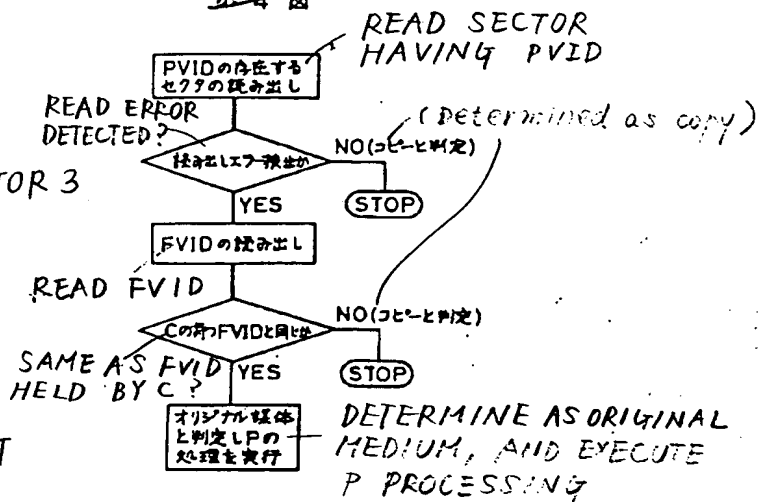 READ SECTOR
HAVING PVID
PVIDの存在する
セクタの読み出し
READ ERROR
DETECTED?
(Determined as copy)
読み出しエラー検出か
NO(コピーと判定)
TOR 3
YES
STOP
FVIDの読み出し
READ FVID
NO(コピーと判定)
Cの持つFVIDと同じか
SAME AS FVID
HELD BY C?
YES
STOP
オリジナル媒体
と判定しPの
処理を実行
DETERMINE AS ORIGINAL
MEDIUM, AND EXECUTE
P PROCESSING
T